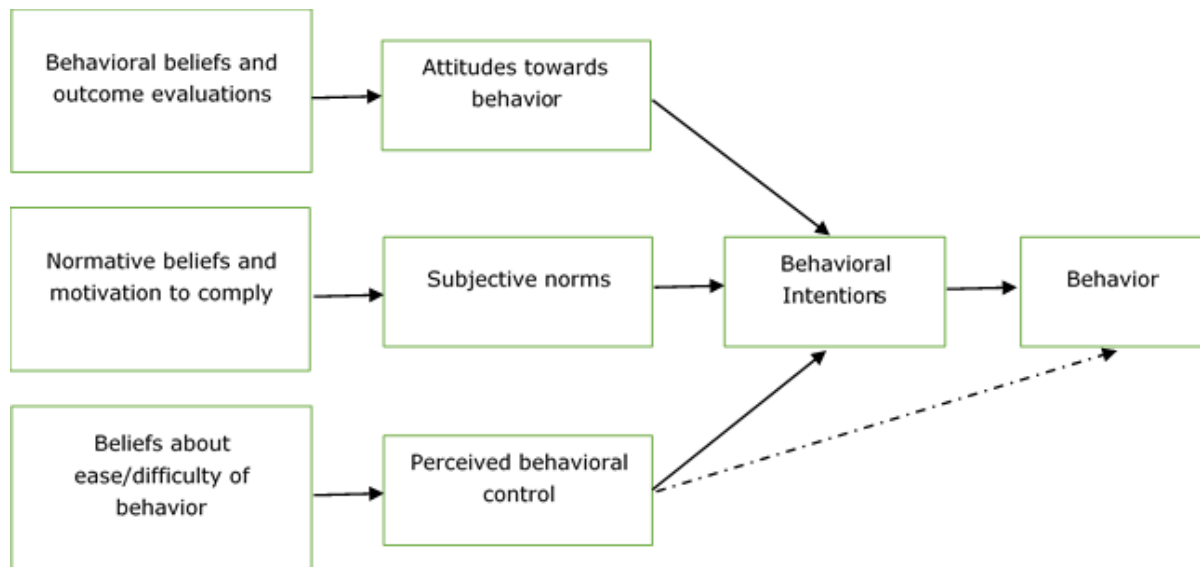 Behavioral beliefs and
outcome evaluations
Attitudes towards
behavior
Normative beliefs and
motivation to comply
Subjective norms
Behavioral
Intentions
Behavior
Beliefs about
ease/difficulty of
behavior
Perceived behavioral
control